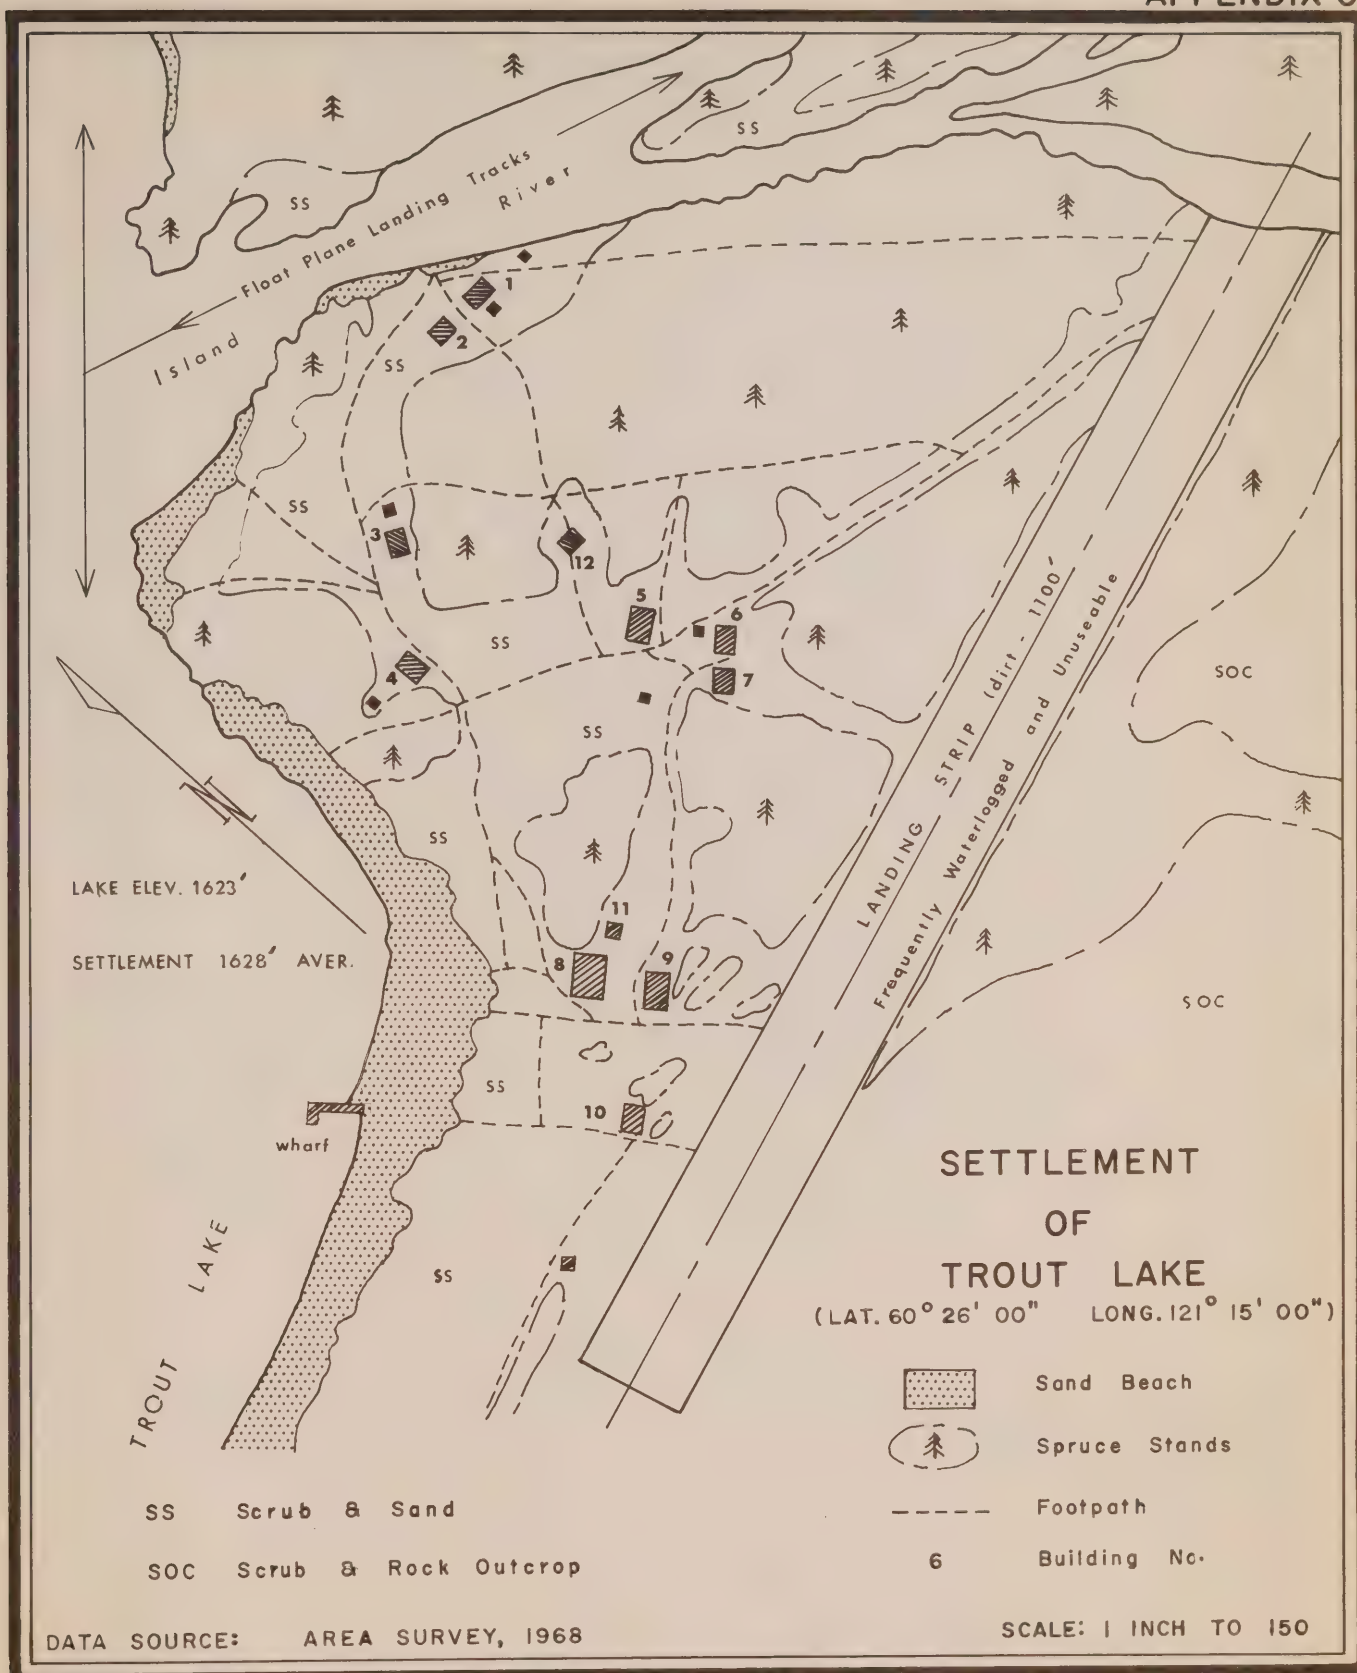 APPENDIX
SS
Float Plane Landing Tracks
River
SS
Island
1
2
SS
SS
3
12
5
6
SS
4
7
SS
SOC
SS
LANDING STRIP (dirt - 1100'
Frequently Waterlogged and Unuseable
LAKE ELEV. 1623'
SETTLEMENT 1628' AVER.
N
11
8
9
SOC
SS
10
wharf
SS
TROUT LAKE
SETTLEMENT
OF
TROUT LAKE
(LAT. 60° 26' 00" LONG. 121° 15' 00")
Sand Beach
Spruce Stands
Footpath
6 Building No.
SS Scrub & Sand
SOC Scrub & Rock Outcrop
DATA SOURCE: AREA SURVEY, 1968
SCALE: 1 INCH TO 150